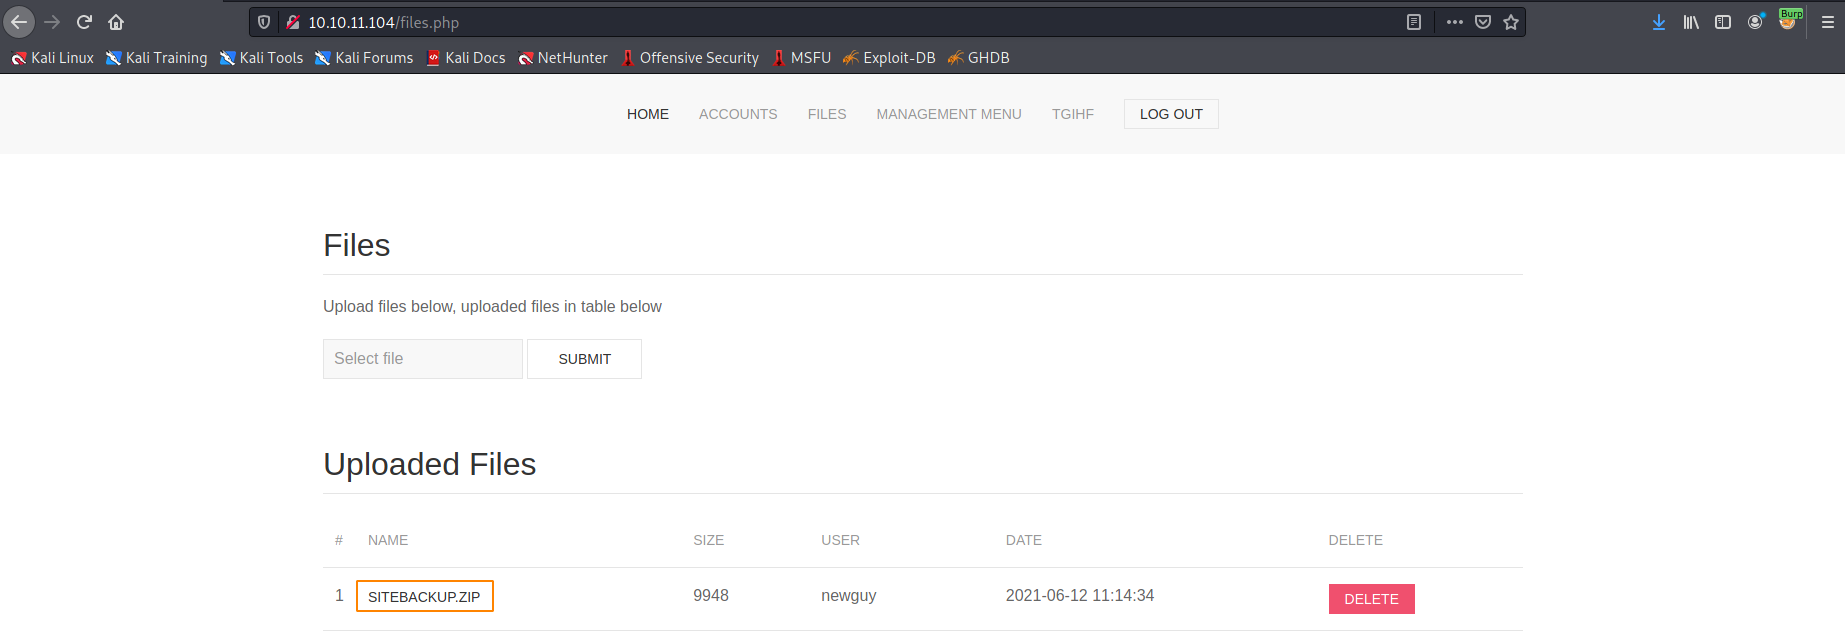 10.10.11.104/files.php
Burp
Kali Linux Kali Training Kali Tools Kali Forums Kali Docs NetHunter Offensive Security MSFU Exploit-DB GHDB
HOME ACCOUNTS FILES MANAGEMENT MENU TGIHF LOG OUT
Files
Upload files below, uploaded files in table below
Select file SUBMIT
Uploaded Files
# NAME SIZE USER DATE DELETE
1 SITEBACKUP.ZIP 9948 newguy 2021-06-12 11:14:34 DELETE